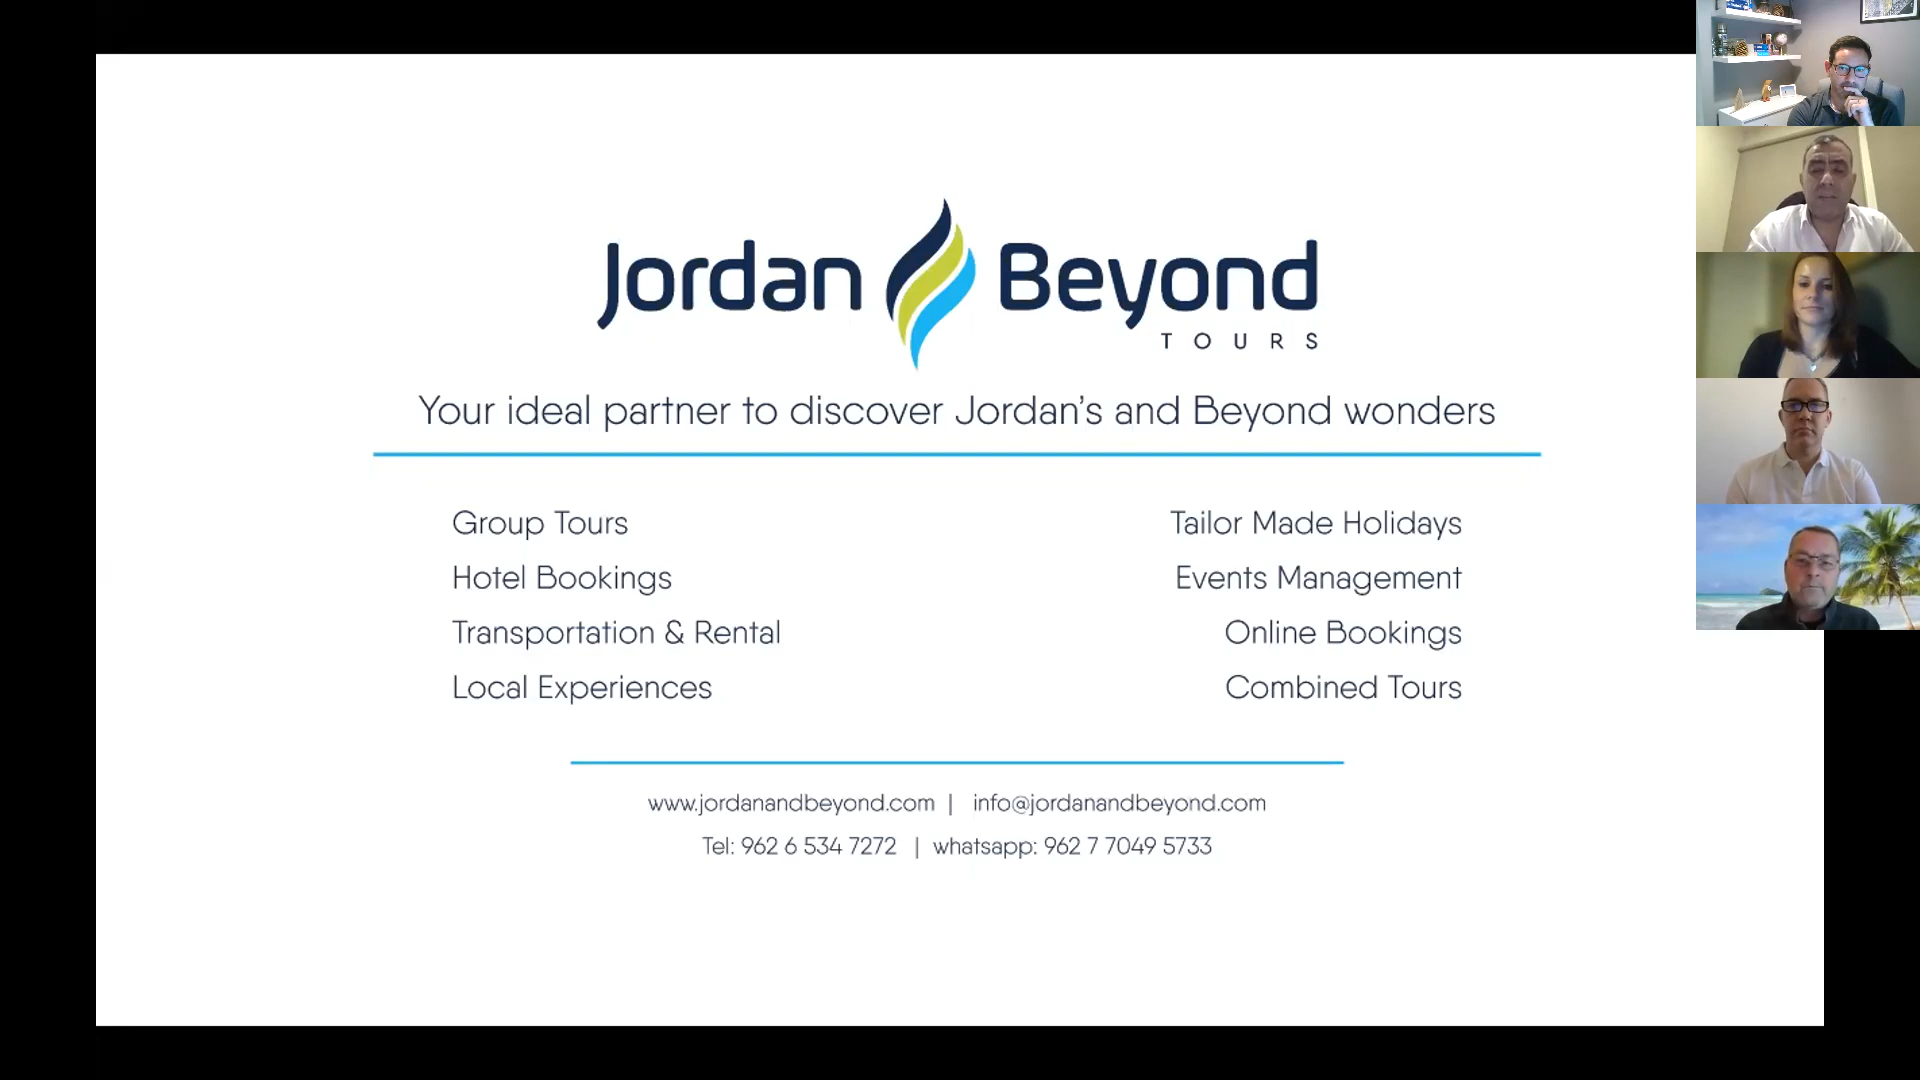 Jordan Beyond
TOURS
Your ideal partner to discover Jordan's and Beyond wonders
Group Tours
Hotel Bookings
Transportation & Rental
Local Experiences
Tailor Made Holidays
Events Management
Online Bookings
Combined Tours
www.jordanandbeyond.com | info@jordanandbeyond.com
Tel: 962 6 534 7272 | whatsapp: 962 7 7049 5733